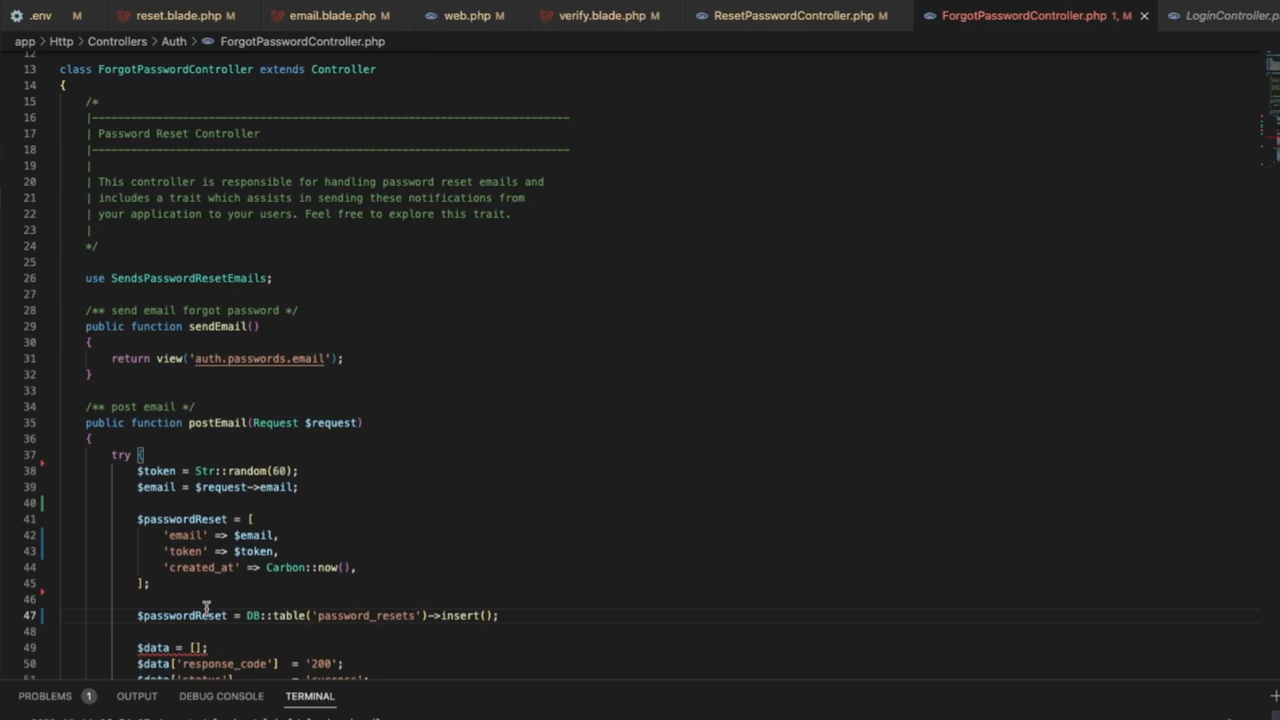 .env M reset.blade.php M email.blade.php M web.php M verify.blade.php M ResetPasswordController.php M ForgotPasswordController.php 1, M LoginController.p
app > Http > Controllers > Auth > ForgotPasswordController.php
12
13 class ForgotPasswordController extends Controller
14 {
15 /*
16 |--------------------------------------------------------------------------
17 | Password Reset Controller
18 |--------------------------------------------------------------------------
19 |
20 | This controller is responsible for handling password reset emails and
21 | includes a trait which assists in sending these notifications from
22 | your application to your users. Feel free to explore this trait.
23 |
24 */
25
26 use SendsPasswordResetEmails;
27
28 /** send email forgot password */
29 public function sendEmail()
30 {
31 return view('auth.passwords.email');
32 }
33
34 /** post email */
35 public function postEmail(Request $request)
36 {
37 try {
38 $token = Str::random(60);
39 $email = $request->email;
40
41 $passwordReset = [
42 'email' => $email,
43 'token' => $token,
44 'created_at' => Carbon::now(),
45 ];
46
47 $passwordReset = DB::table('password_resets')->insert();
48
49 $data = [];
50 $data['response_code'] = '200';
51 $data['status'] = 'success';
PROBLEMS 1 OUTPUT DEBUG CONSOLE TERMINAL